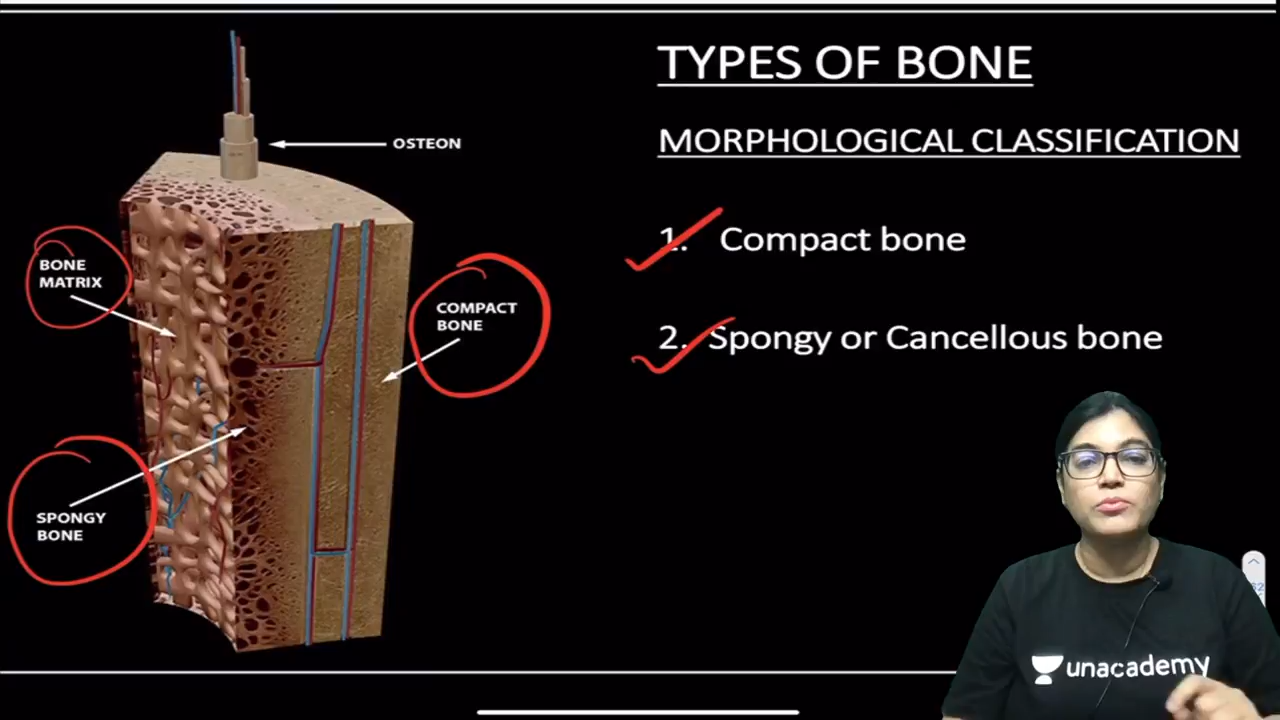 TYPES OF BONE
MORPHOLOGICAL CLASSIFICATION
1. Compact bone
2. Spongy or Cancellous bone
OSTEON
BONE
MATRIX
COMPACT
BONE
SPONGY
BONE
unacademy